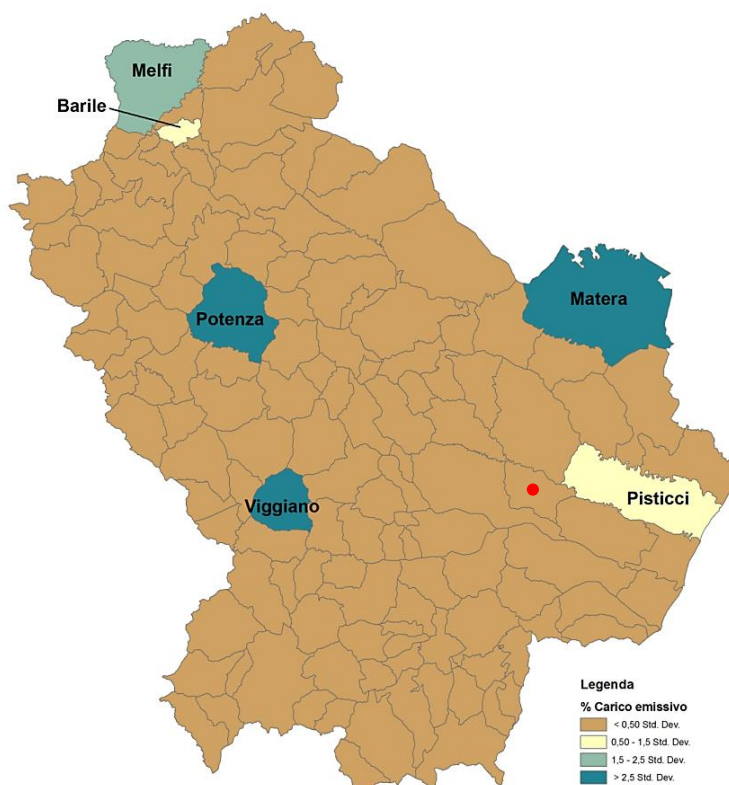 Melfi
Barile
Matera
Potenza
Viggiano
Pisticci
Legenda
% Carico emissivo
< 0,50 Std. Dev.
0,50 - 1,5 Std. Dev.
1,5 - 2,5 Std. Dev.
> 2,5 Std. Dev.